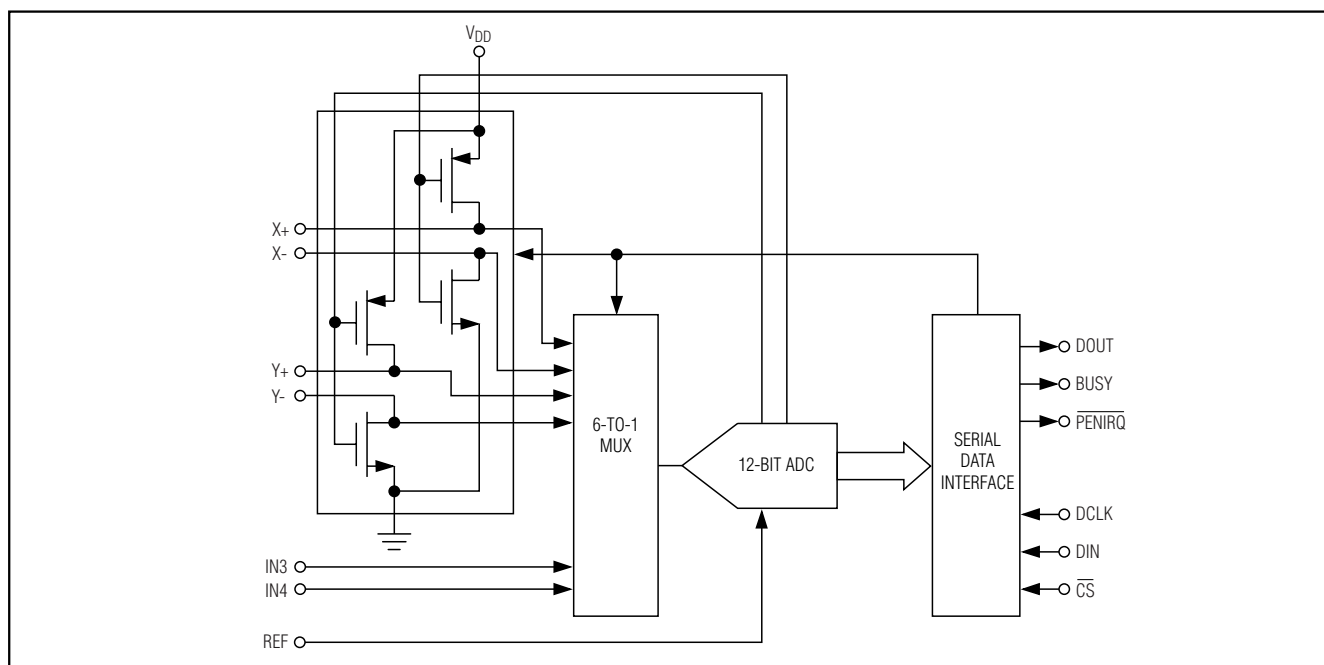 VDD
X+
X-
Y+
Y-
6-TO-1
MUX
12-BIT ADC
SERIAL
DATA
INTERFACE
DOUT
BUSY
PENIRQ
DCLK
DIN
CS
IN3
IN4
REF